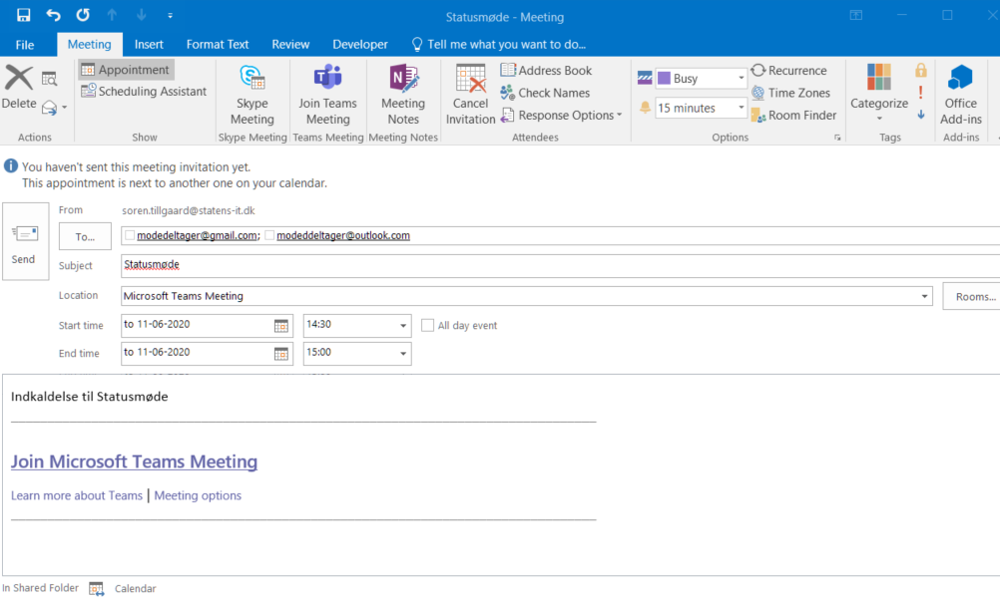 Statusmøde - Meeting
File Meeting Insert Format Text Review Developer Tell me what you want to do...
Appointment Address Book Busy Recurrence
Scheduling Assistant Check Names Time Zones
Delete Skype Meeting Join Teams Meeting Meeting Notes Cancel Invitation Response Options 15 minutes Room Finder Categorize Office Add-ins
Actions Show Skype Meeting Teams Meeting Meeting Notes Attendees Options Tags Add-ins
You haven't sent this meeting invitation yet.
This appointment is next to another one on your calendar.
From soren.tillgaard@statens-it.dk
To... modedeltager@gmail.com; modeddeltager@outlook.com
Send
Subject Statusmøde
Location Microsoft Teams Meeting Rooms...
Start time to 11-06-2020 14:30 All day event
End time to 11-06-2020 15:00
Indkaldelse til Statusmøde
Join Microsoft Teams Meeting
Learn more about Teams | Meeting options
In Shared Folder Calendar